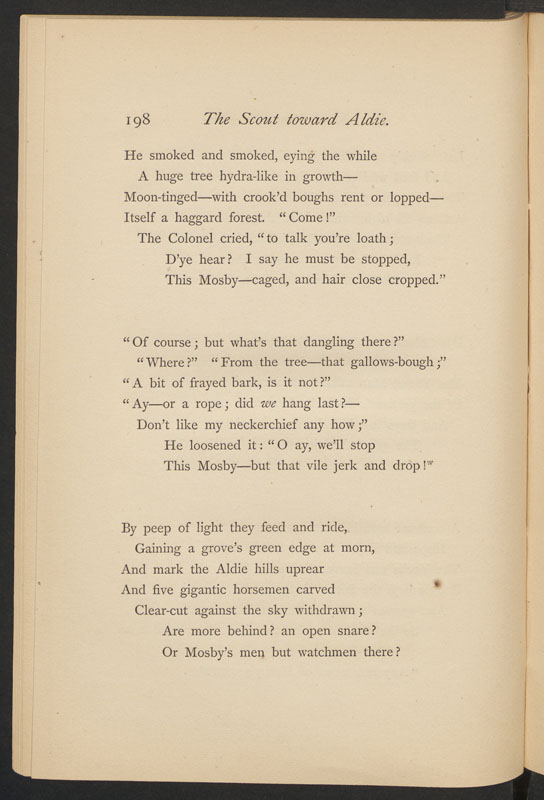 198 The Scout toward Aldie.
He smoked and smoked, eying the while
A huge tree hydra-like in growth—
Moon-tinged—with crook'd boughs rent or lopped—
Itself a haggard forest. "Come!"
The Colonel cried, "to talk you're loath;
D'ye hear? I say he must be stopped,
This Mosby—caged, and hair close cropped."
"Of course; but what's that dangling there?"
"Where?" "From the tree—that gallows-bough;"
"A bit of frayed bark, is it not?"
"Ay—or a rope; did we hang last?—
Don't like my neckerchief any how;"
He loosened it: "O ay, we'll stop
This Mosby—but that vile jerk and drop!"
By peep of light they feed and ride,
Gaining a grove's green edge at morn,
And mark the Aldie hills uprear
And five gigantic horsemen carved
Clear-cut against the sky withdrawn;
Are more behind? an open snare?
Or Mosby's men but watchmen there?